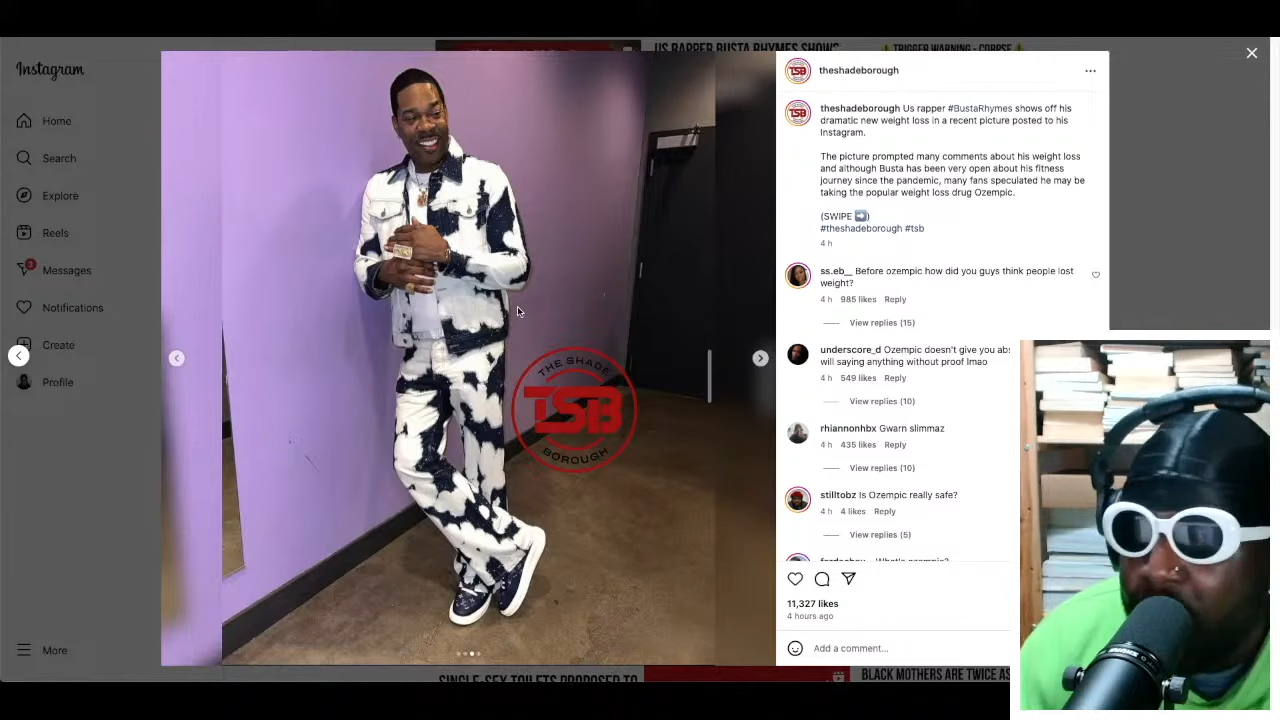 US RAPPER BUSTA RHYMES SHOWS
⚠️ TRIGGER WARNING - CORPSE ⚠️
Instagram
Home
Search
Explore
Reels
3
Messages
Notifications
Create
Profile
More
THE SHADE
TSB
BOROUGH
TSB
theshadeborough
TSB
theshadeborough Us rapper #BustaRhymes shows off his
dramatic new weight loss in a recent picture posted to his
Instagram.
The picture prompted many comments about his weight loss
and although Busta has been very open about his fitness
journey since the pandemic, many fans speculated he may be
taking the popular weight loss drug Ozempic.
(SWIPE ➡️)
#theshadeborough #tsb
4 h
ss.eb__ Before ozempic how did you guys think people lost
weight?
4 h 985 likes Reply
View replies (15)
underscore_d Ozempic doesn't give you abs
will saying anything without proof lmao
4 h 549 likes Reply
View replies (10)
rhiannonhbx Gwarn slimmaz
4 h 435 likes Reply
View replies (10)
stilltobz Is Ozempic really safe?
4 h 4 likes Reply
View replies (5)
11,327 likes
4 hours ago
Add a comment...
SINGLE-SEX TOILETS PROPOSED TO
BLACK MOTHERS ARE TWICE AS